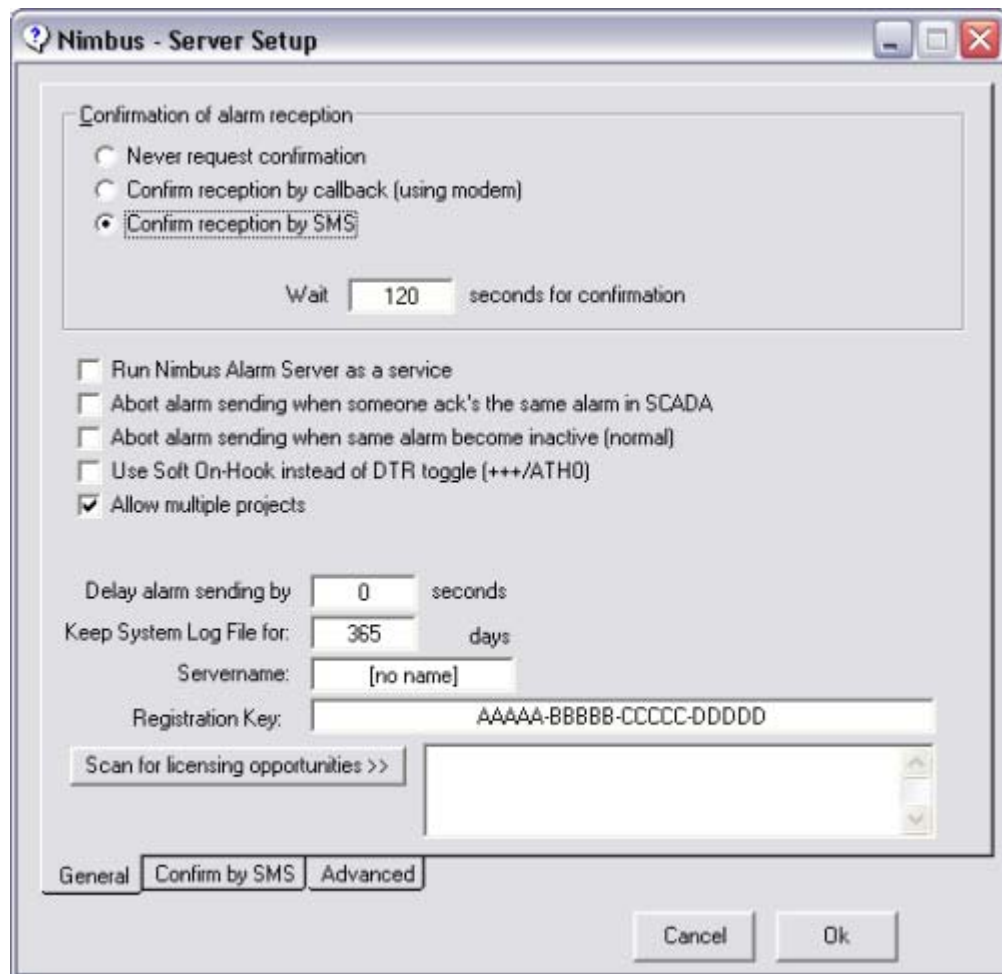 Nimbus - Server Setup
Confirmation of alarm reception
Never request confirmation
Confirm reception by callback (using modem)
Confirm reception by SMS
Wait 120 seconds for confirmation
Run Nimbus Alarm Server as a service
Abort alarm sending when someone ack's the same alarm in SCADA
Abort alarm sending when same alarm become inactive (normal)
Use Soft On-Hook instead of DTR toggle (+++/ATH0)
Allow multiple projects
Delay alarm sending by 0 seconds
Keep System Log File for: 365 days
Servername: [no name]
Registration Key: AAAAA-BBBBB-CCCCC-DDDDD
Scan for licensing opportunities >>
General Confirm by SMS Advanced
Cancel Ok